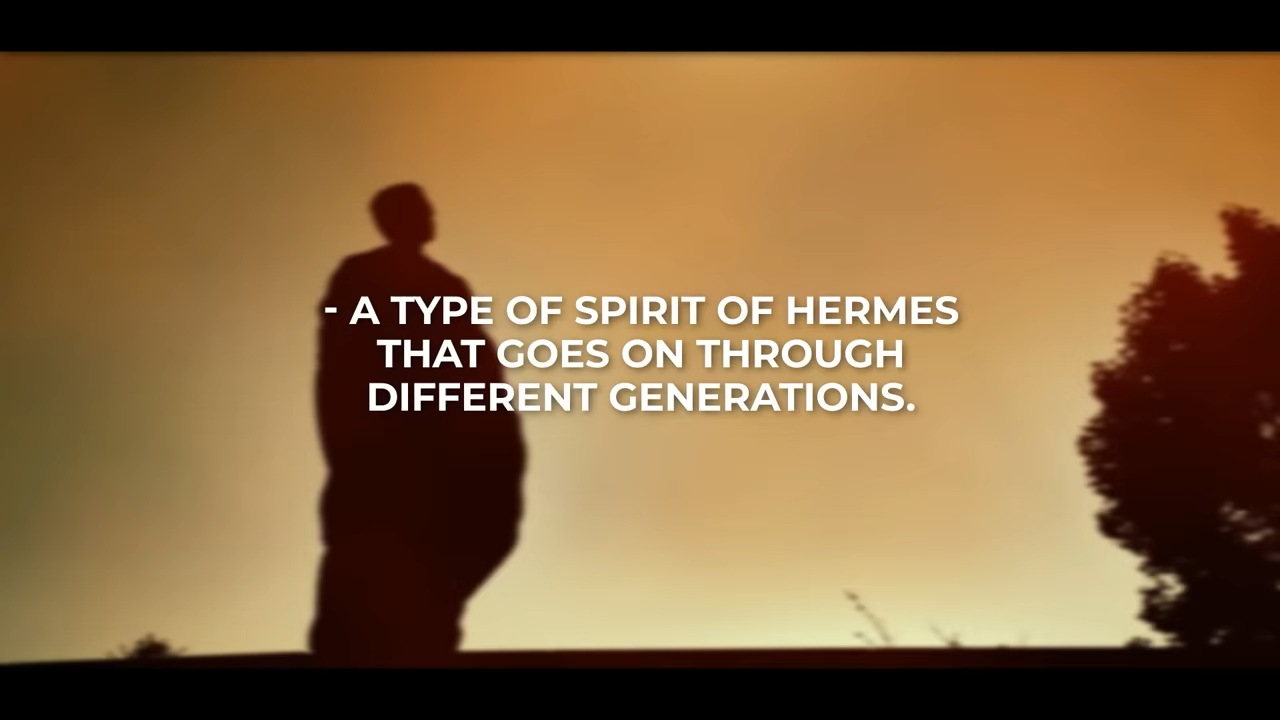 - A TYPE OF SPIRIT OF HERMES
THAT GOES ON THROUGH
DIFFERENT GENERATIONS.